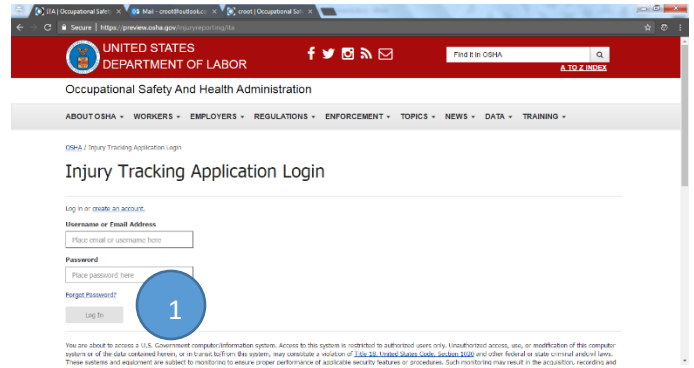 ITA | Occupational Safety
Mail - croot@outlook.co
croot | Occupational Safe
Secure | https://preview.osha.gov/injuryreporting/ita
UNITED STATES
DEPARTMENT OF LABOR
Find it in OSHA
A TO Z INDEX
Occupational Safety And Health Administration
ABOUT OSHA WORKERS EMPLOYERS REGULATIONS ENFORCEMENT TOPICS NEWS DATA TRAINING
OSHA / Injury Tracking Application Login
Injury Tracking Application Login
Log in or create an account.
Username or Email Address
Place email or username here
Password
Place password here
Forgot Password?
Log In
1
You are about to access a U.S. Government computer/information system. Access to this system is restricted to authorized users only. Unauthorized access, use, or modification of this computer
system or of the data contained herein, or in transit to/from this system, may constitute a violation of Title 18, United States Code, Section 1030 and other federal or state criminal and civil laws.
These systems and equipment are subject to monitoring to ensure proper performance of applicable security features or procedures. Such monitoring may result in the acquisition, recording and